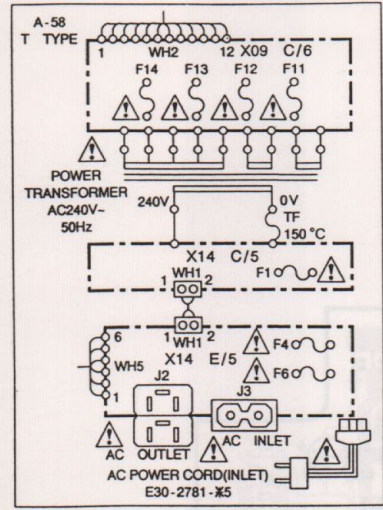 A-58
T TYPE
1 WH2 12 X09 C/6
F14 F13 F12 F11
POWER
TRANSFORMER
AC240V~
50Hz
240V 0V
TF
150 °C
X14 C/5
WH1
1 2
F1
1 2
WH1
X14 E/5
6
WH5
1
F4
F6
J2
J3
AC OUTLET
AC INLET
AC POWER CORD(INLET)
E30-2781-Ж5